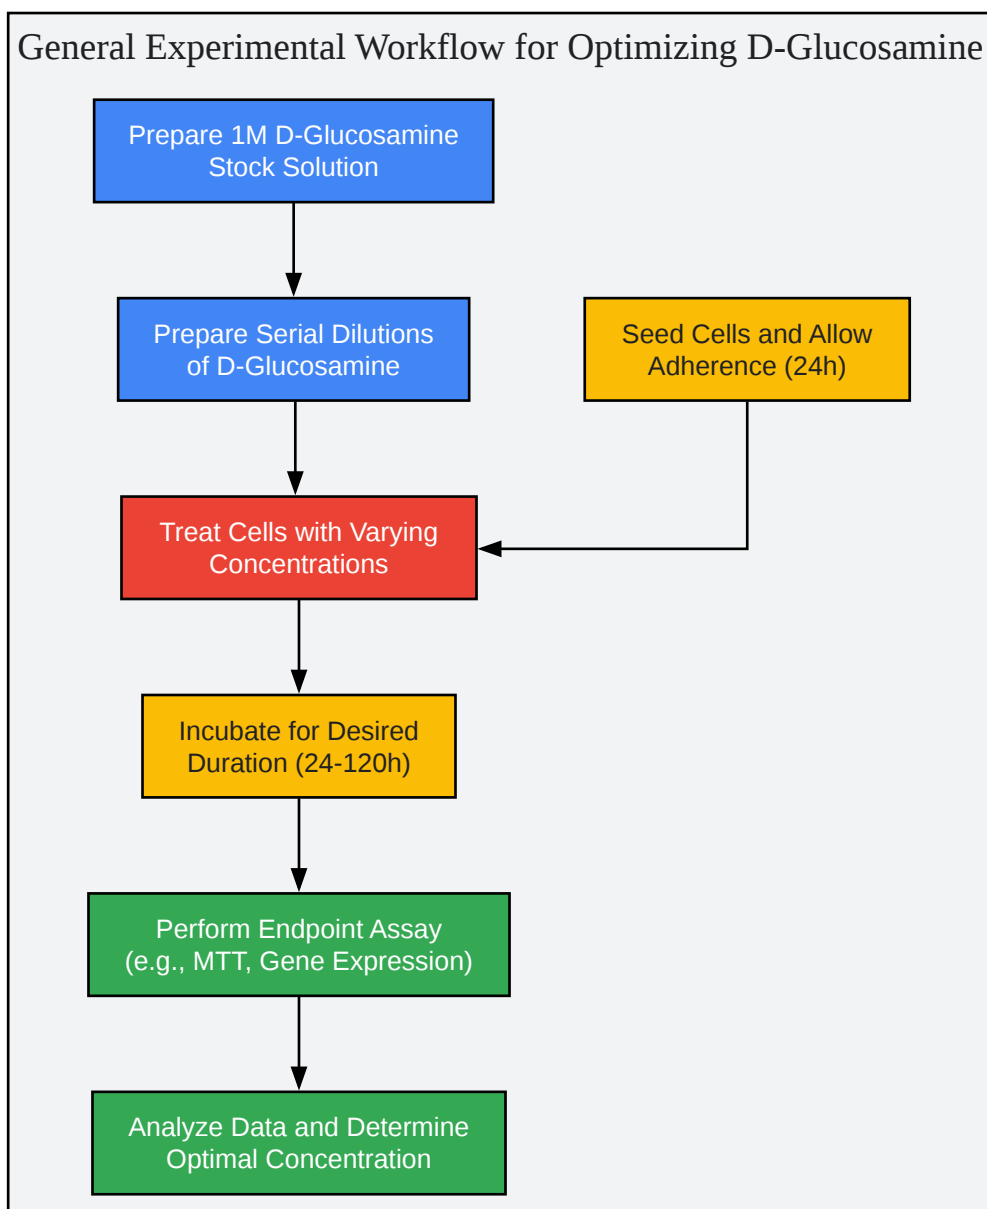 General Experimental Workflow for Optimizing D-Glucosamine
Prepare 1M D-Glucosamine
Stock Solution
Prepare Serial Dilutions
of D-Glucosamine
Seed Cells and Allow
Adherence (24h)
Treat Cells with Varying
Concentrations
Incubate for Desired
Duration (24-120h)
Perform Endpoint Assay
(e.g., MTT, Gene Expression)
Analyze Data and Determine
Optimal Concentration